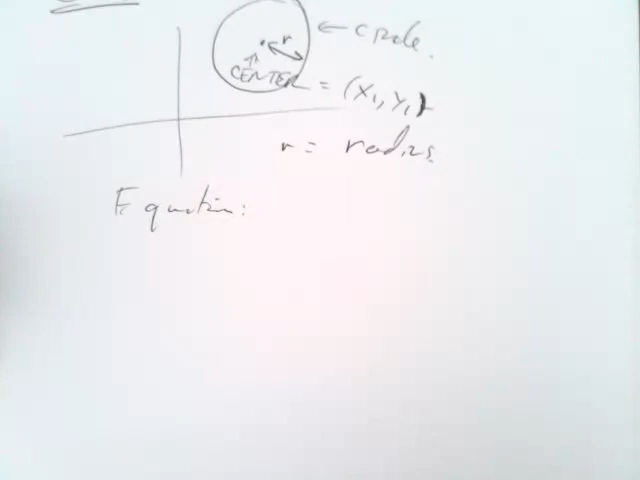 r ← Circle.
CENTER = (x₁, y₁)
r = radius
Equation: